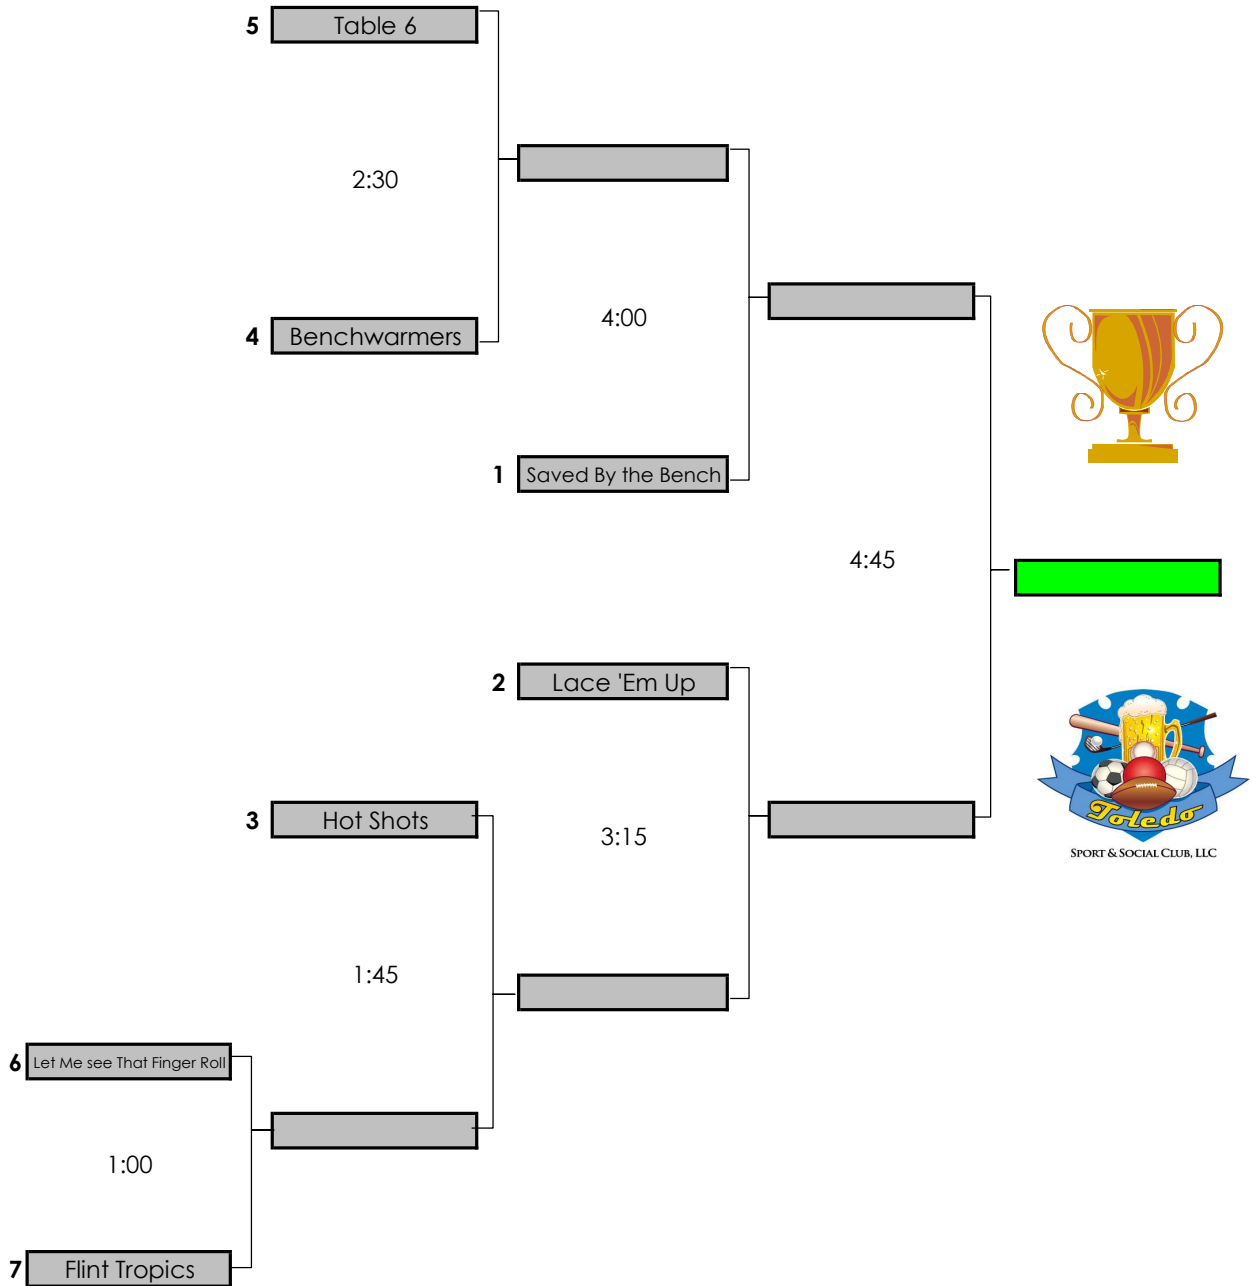 5 Table 6
2:30
4 Benchwarmers
4:00
1 Saved By the Bench
4:45
2 Lace 'Em Up
3 Hot Shots
3:15
Toledo
SPORT & SOCIAL CLUB, LLC
1:45
6 Let Me see That Finger Roll
1:00
7 Flint Tropics